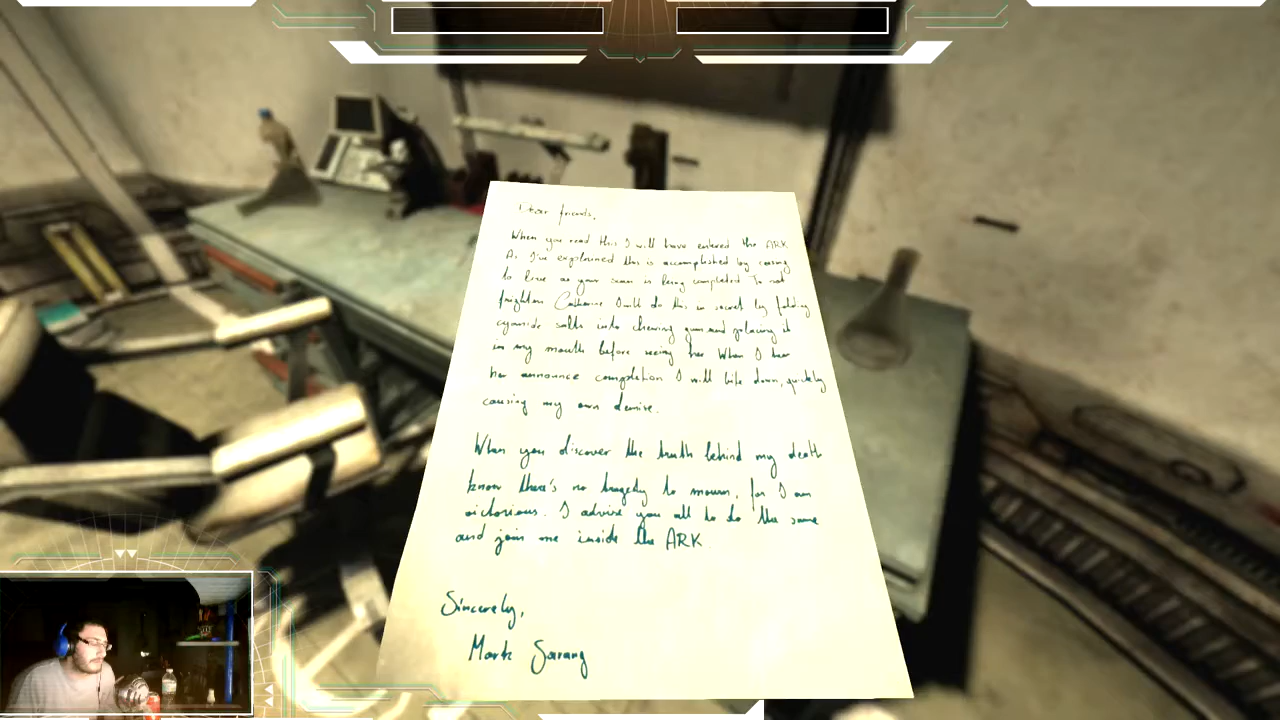 Dear friends,
When you read this I will have entered the ARK
As I've explained this is accomplished by ceasing
to live as your scan is being completed To not
frighten Catherine I will do this in secret by folding
cyanide salts into chewing gum and placing it
in my mouth before seeing her When I hear
her announce completion I will bite down, quickly
causing my own demise.
When you discover the truth behind my death
know there's no tragedy to mourn, for I am
victorious. I advise you all to do the same
and join me inside the ARK
Sincerely,
Mark Sarang